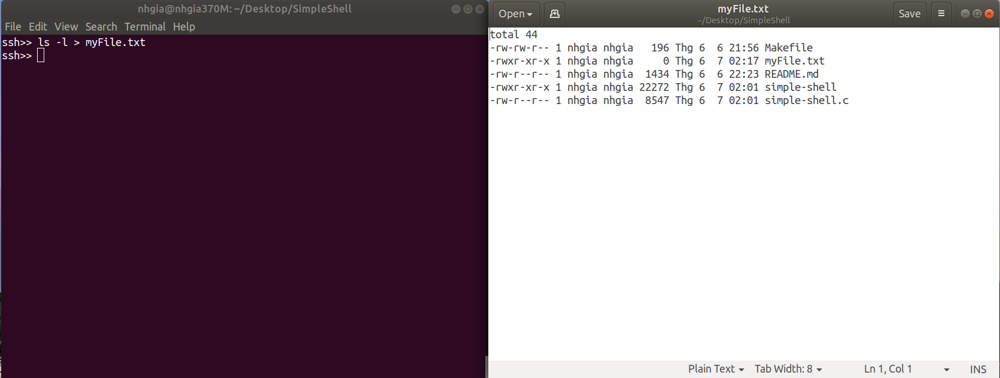 nhgia@nhgia370M: ~/Desktop/SimpleShell
File Edit View Search Terminal Help
ssh>> ls -l > myFile.txt
ssh>>
Open
myFile.txt
~/Desktop/SimpleShell
Save
total 44
-rw-rw-r-- 1 nhgia nhgia   196 Thg 6  6 21:56 Makefile
-rwxr-xr-x 1 nhgia nhgia     0 Thg 6  7 02:17 myFile.txt
-rw-r--r-- 1 nhgia nhgia  1434 Thg 6  6 22:23 README.md
-rwxr-xr-x 1 nhgia nhgia 22272 Thg 6  7 02:01 simple-shell
-rw-r--r-- 1 nhgia nhgia  8547 Thg 6  7 02:01 simple-shell.c
Plain Text Tab Width: 8 Ln 1, Col 1 INS